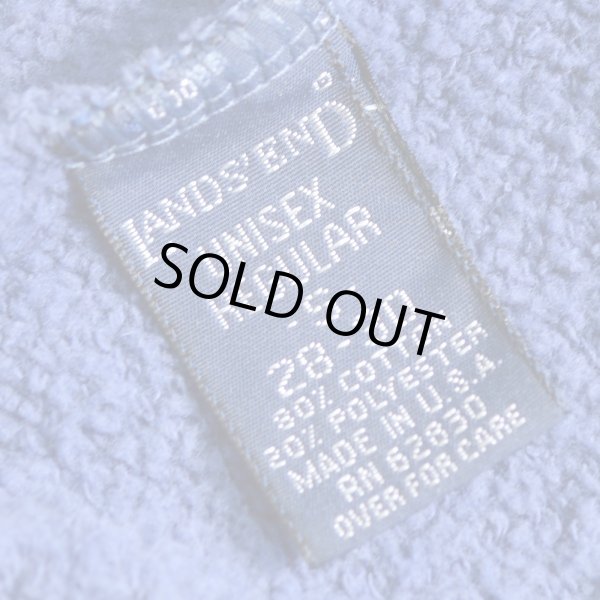 LANDS' END
UNISEX
REGULAR
28
80% COTTON
20% POLYESTER
MADE IN U.S.A
RN 62830
OVER FOR CARE
SOLD OUT